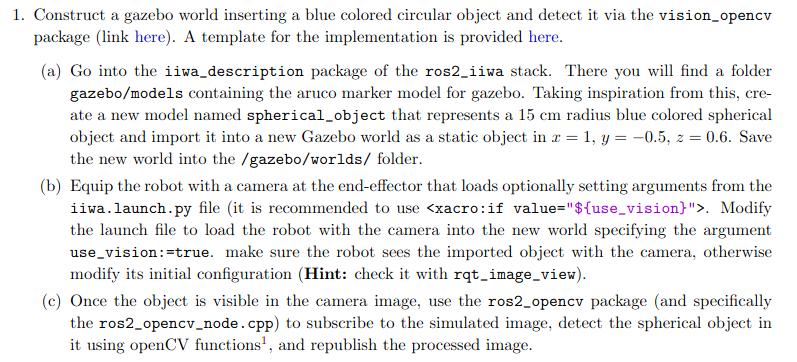 1. Construct a gazebo world inserting a blue colored circular object and detect it via the vision_opencv
package (link here). A template for the implementation is provided here.
(a) Go into the iiwa_description package of the ros2_iiwa stack. There you will find a folder
gazebo/models containing the aruco marker model for gazebo. Taking inspiration from this, cre-
ate a new model named spherical_object that represents a 15 cm radius blue colored spherical
object and import it into a new Gazebo world as a static object in x = 1, y = −0.5, z = 0.6. Save
the new world into the /gazebo/worlds/ folder.
(b) Equip the robot with a camera at the end-effector that loads optionally setting arguments from the
iiwa.launch.py file (it is recommended to use <xacro:if value="${use_vision}">. Modify
the launch file to load the robot with the camera into the new world specifying the argument
use_vision:=true. make sure the robot sees the imported object with the camera, otherwise
modify its initial configuration (Hint: check it with rqt_image_view).
(c) Once the object is visible in the camera image, use the ros2_opencv package (and specifically
the ros2_opencv_node.cpp) to subscribe to the simulated image, detect the spherical object in
it using openCV functions¹, and republish the processed image.